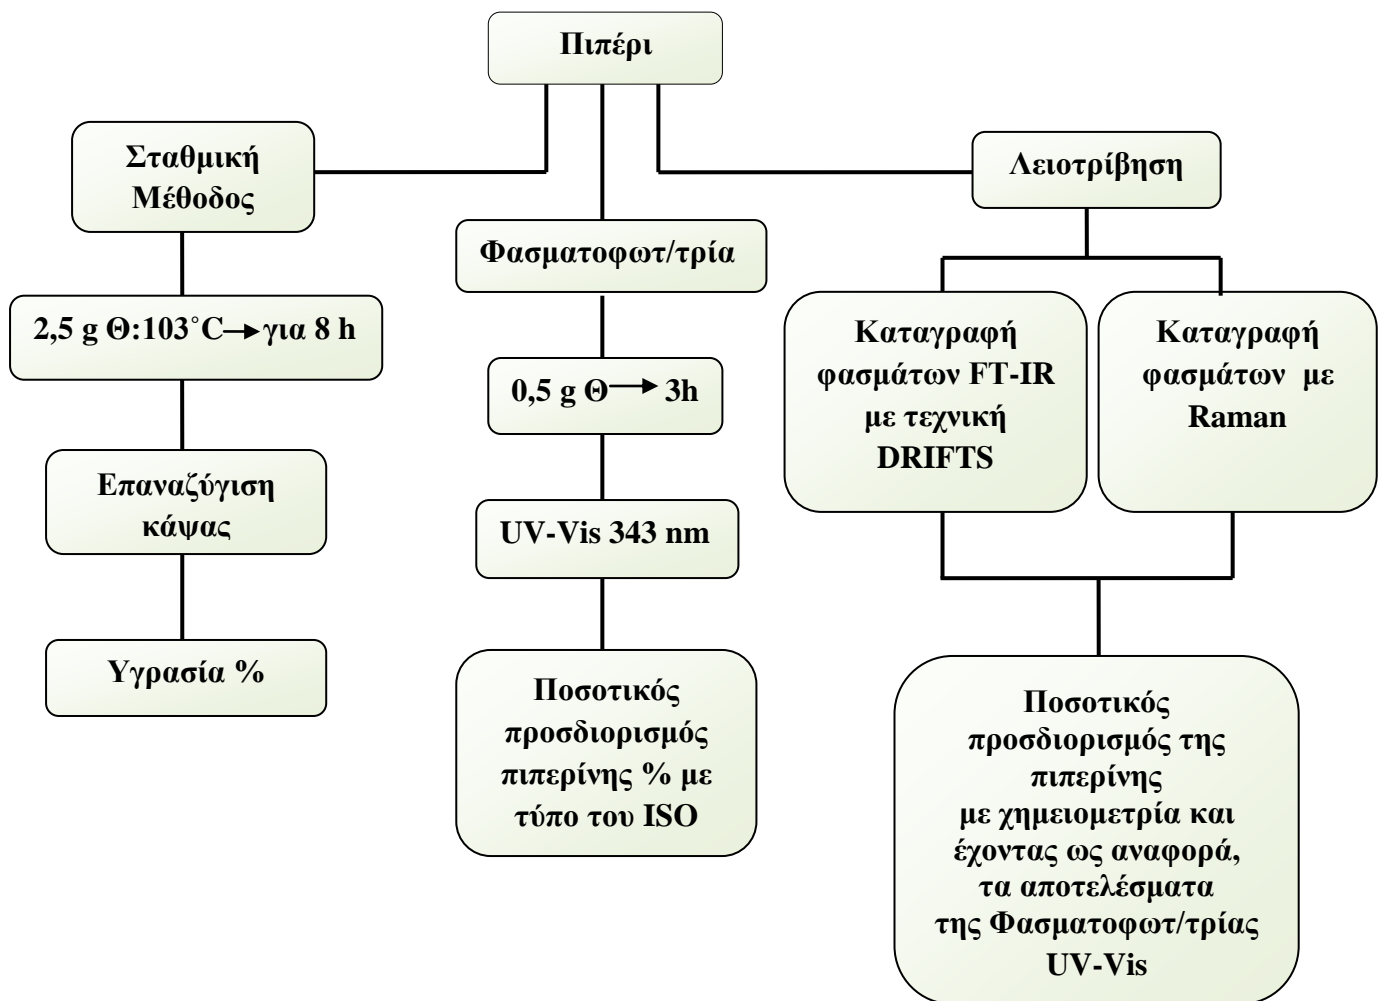 Πιπέρι
Σταθμική
Μέθοδος
2,5 g Θ:103˚C→για 8 h
Επαναζύγιση
κάψας
Υγρασία %
Φασματοφωτ/τρία
0,5 g Θ→ 3h
UV-Vis 343 nm
Ποσοτικός
προσδιορισμός
πιπερίνης % με
τύπο του ISO
Λειοτρίβηση
Καταγραφή
φασμάτων FT-IR
με τεχνική
DRIFTS
Καταγραφή
φασμάτων με
Raman
Ποσοτικός
προσδιορισμός της
πιπερίνης
με χημειομετρία και
έχοντας ως αναφορά,
τα αποτελέσματα
της Φασματοφωτ/τρίας
UV-Vis